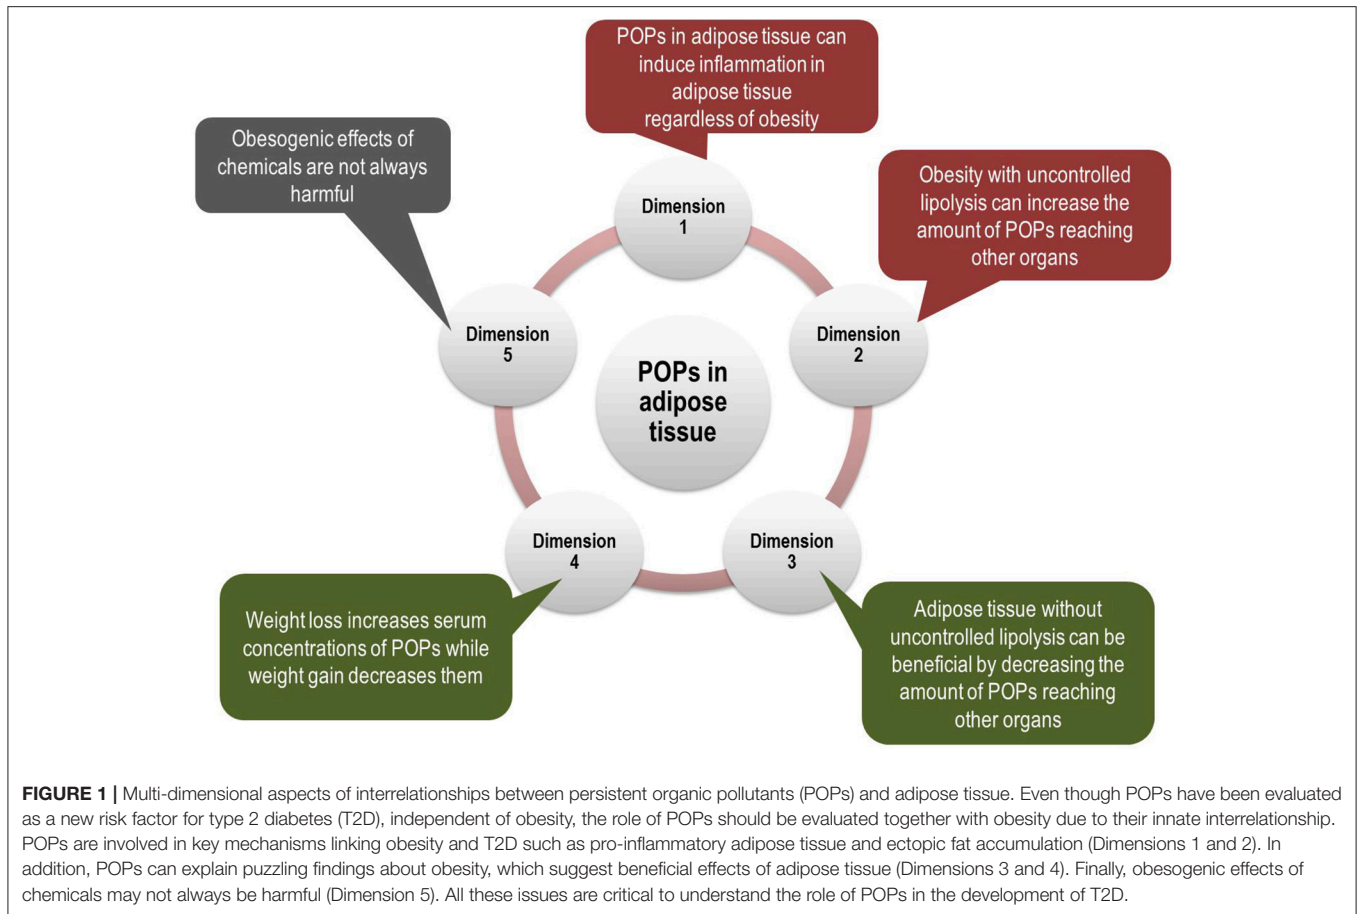 POPs in adipose tissue can
induce inflammation in
adipose tissue
regardless of obesity
Obesogenic effects of
chemicals are not always
harmful
Dimension
1
Obesity with uncontrolled
lipolysis can increase the
amount of POPs reaching
other organs
Dimension
5
Dimension
2
POPs in
adipose
tissue
Dimension
4
Dimension
3
Weight loss increases serum
concentrations of POPs while
weight gain decreases them
Adipose tissue without
uncontrolled lipolysis can be
beneficial by decreasing the
amount of POPs reaching
other organs
FIGURE 1 | Multi-dimensional aspects of interrelationships between persistent organic pollutants (POPs) and adipose tissue. Even though POPs have been evaluated
as a new risk factor for type 2 diabetes (T2D), independent of obesity, the role of POPs should be evaluated together with obesity due to their innate interrelationship.
POPs are involved in key mechanisms linking obesity and T2D such as pro-inflammatory adipose tissue and ectopic fat accumulation (Dimensions 1 and 2). In
addition, POPs can explain puzzling findings about obesity, which suggest beneficial effects of adipose tissue (Dimensions 3 and 4). Finally, obesogenic effects of
chemicals may not always be harmful (Dimension 5). All these issues are critical to understand the role of POPs in the development of T2D.